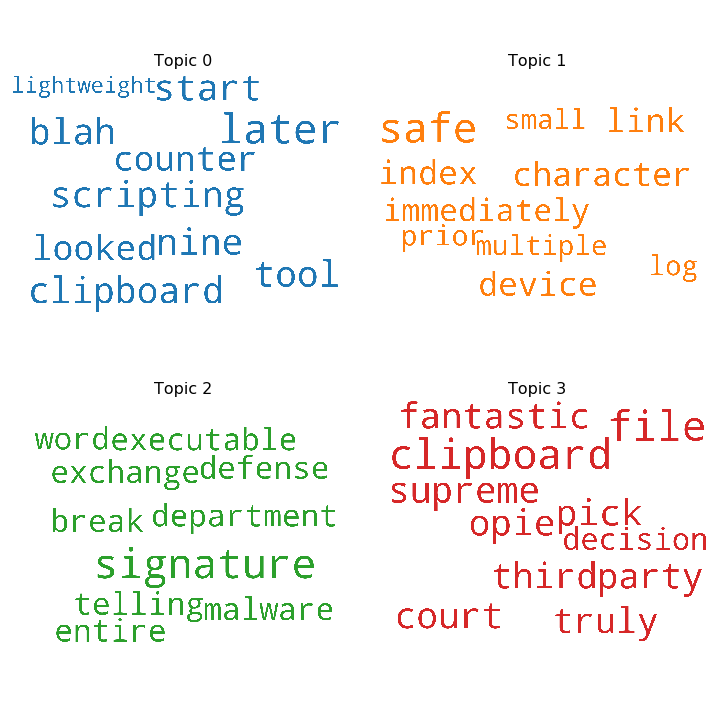 Topic 0
lightweight start
blah later
counter
scripting
looked nine
tool
clipboard
Topic 1
safe small link
index character
immediately
prior multiple
log
device
Topic 2
word executable
exchange defense
break department
signature
telling malware
entire
Topic 3
fantastic file
clipboard
supreme
opie pick
decision
thirdparty
court truly